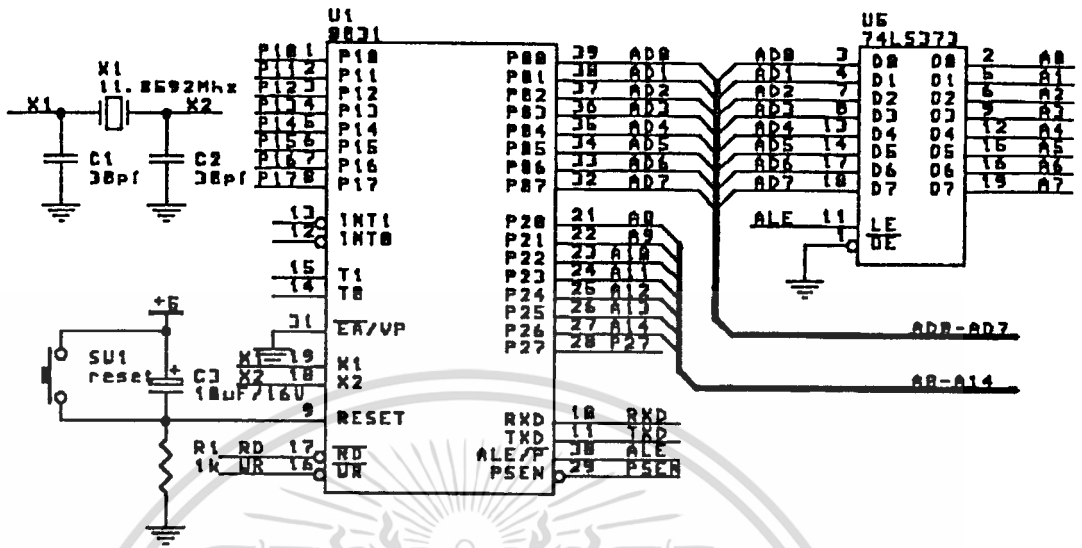 U1
8031
P10 1 P10
P11 2 P11
P12 3 P12
P13 4 P13
P14 5 P14
P15 6 P15
P16 7 P16
P17 8 P17
13 INT1
12 INT0
15 T1
14 T0
31 EA/VP
X1 19 X1
X2 18 X2
9 RESET
RD 17 RD
WR 16 WR
P00 39 AD0
P01 38 AD1
P02 37 AD2
P03 36 AD3
P04 35 AD4
P05 34 AD5
P06 33 AD6
P07 32 AD7
P20 21 A8
P21 22 A9
P22 23 A10
P23 24 A11
P24 25 A12
P25 26 A13
P26 27 A14
P27 28 P27
RXD 10 RXD
TXD 11 TXD
ALE/P 30 ALE
PSEN 29 PSEN
X1
11.0592Mhz
X1
X2
C1
30pf
C2
30pf
+5
SW1
reset
+
C3
10uF/16V
R1
1k
74LS373
AD0 3 D0 O0 2 A0
AD1 4 D1 O1 5 A1
AD2 7 D2 O2 6 A2
AD3 8 D3 O3 9 A3
AD4 13 D4 O4 12 A4
AD5 14 D5 O5 15 A5
AD6 17 D6 O6 16 A6
AD7 18 D7 O7 19 A7
ALE 11 LE
1 OE
AD0-AD7
A8-A14